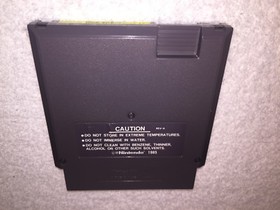 CAUTION REV-A
•DO NOT STORE IN EXTREME TEMPERATURES.
•DO NOT IMMERSE IN WATER.
•DO NOT CLEAN WITH BENZENE, THINNER,
ALCOHOL OR OTHER SUCH SOLVENTS.
©Nintendo 1985